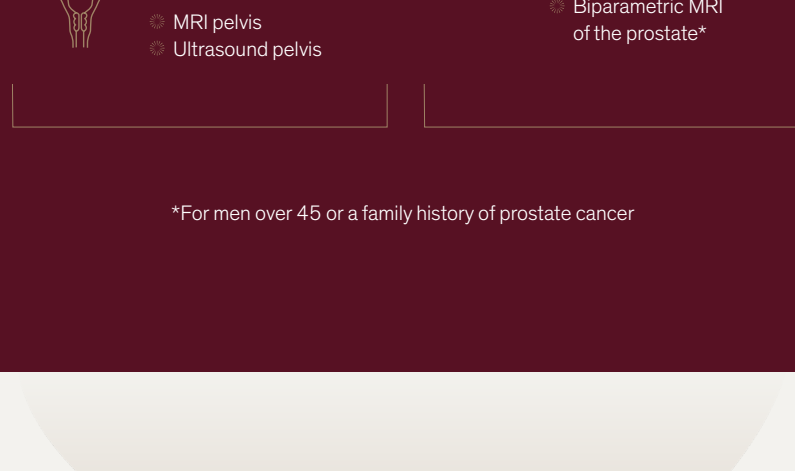 MRI pelvis
Ultrasound pelvis
Biparametric MRI
of the prostate*
*For men over 45 or a family history of prostate cancer